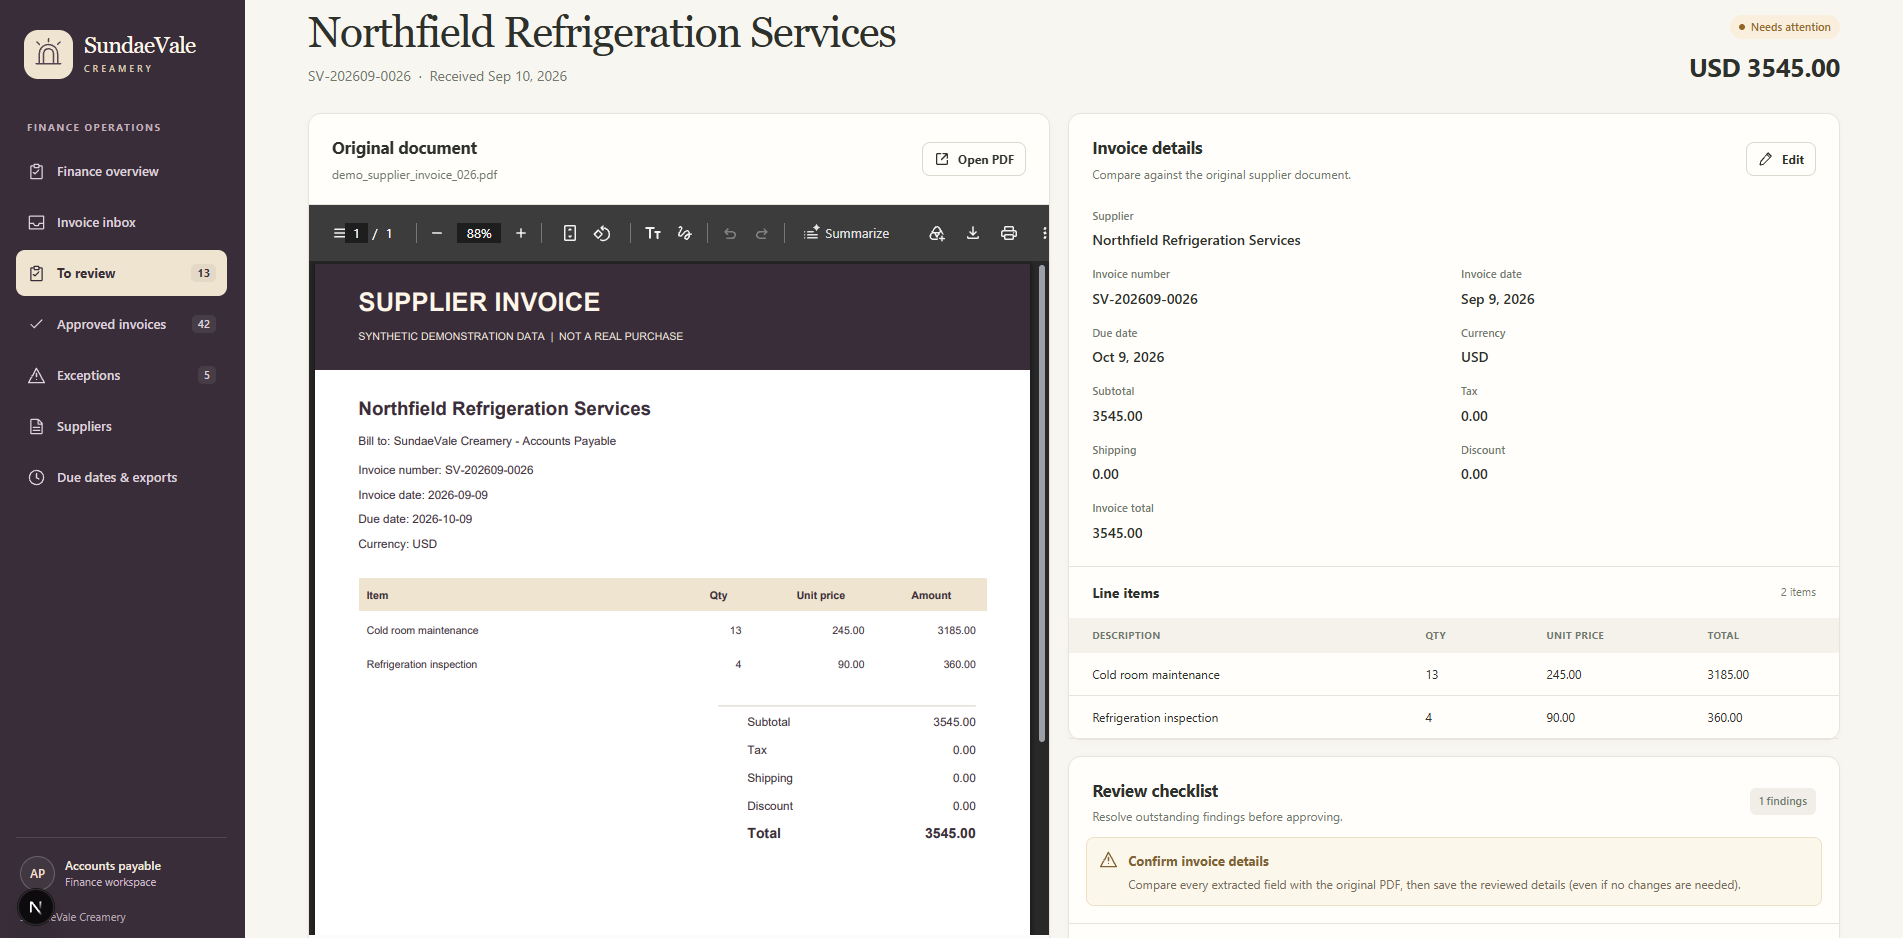 SundaeVale
CREAMERY
FINANCE OPERATIONS
Finance overview
Invoice inbox
To review 13
Approved invoices 42
Exceptions 5
Suppliers
Due dates & exports
AP
Accounts payable
Finance workspace
N
eVale Creamery
Northfield Refrigeration Services
SV-202609-0026 · Received Sep 10, 2026
Needs attention
USD 3545.00
Original document
demo_supplier_invoice_026.pdf
Open PDF
1 / 1
88%
Summarize
SUPPLIER INVOICE
SYNTHETIC DEMONSTRATION DATA | NOT A REAL PURCHASE
Northfield Refrigeration Services
Bill to: SundaeVale Creamery - Accounts Payable
Invoice number: SV-202609-0026
Invoice date: 2026-09-09
Due date: 2026-10-09
Currency: USD
Item Qty Unit price Amount
Cold room maintenance 13 245.00 3185.00
Refrigeration inspection 4 90.00 360.00
Subtotal 3545.00
Tax 0.00
Shipping 0.00
Discount 0.00
Total 3545.00
Invoice details
Compare against the original supplier document.
Edit
Supplier
Northfield Refrigeration Services
Invoice number Invoice date
SV-202609-0026 Sep 9, 2026
Due date Currency
Oct 9, 2026 USD
Subtotal Tax
3545.00 0.00
Shipping Discount
0.00 0.00
Invoice total
3545.00
Line items 2 items
DESCRIPTION QTY UNIT PRICE TOTAL
Cold room maintenance 13 245.00 3185.00
Refrigeration inspection 4 90.00 360.00
Review checklist
1 findings
Resolve outstanding findings before approving.
Confirm invoice details
Compare every extracted field with the original PDF, then save the reviewed details (even if no changes are needed).